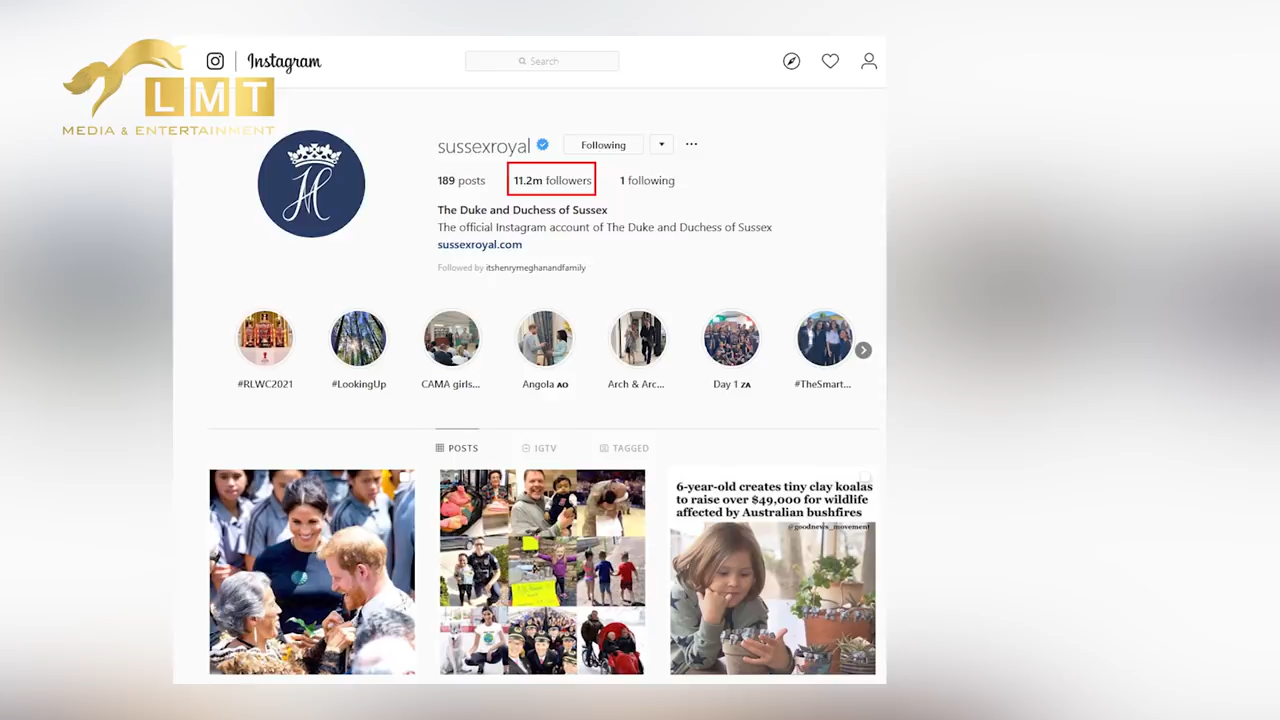 LMT
MEDIA & ENTERTAINMENT
Instagram
Search
sussexroyal
Following
189 posts
11.2m followers
1 following
The Duke and Duchess of Sussex
The official Instagram account of The Duke and Duchess of Sussex
sussexroyal.com
Followed by itshenrymeghanandfamily
#RLWC2021
#LookingUp
CAMA girls...
Angola AO
Arch & Arc...
Day 1 ZA
#TheSmart...
POSTS
IGTV
TAGGED
6-year-old creates tiny clay koalas
to raise over $49,000 for wildlife
affected by Australian bushfires
@goodnews_movement